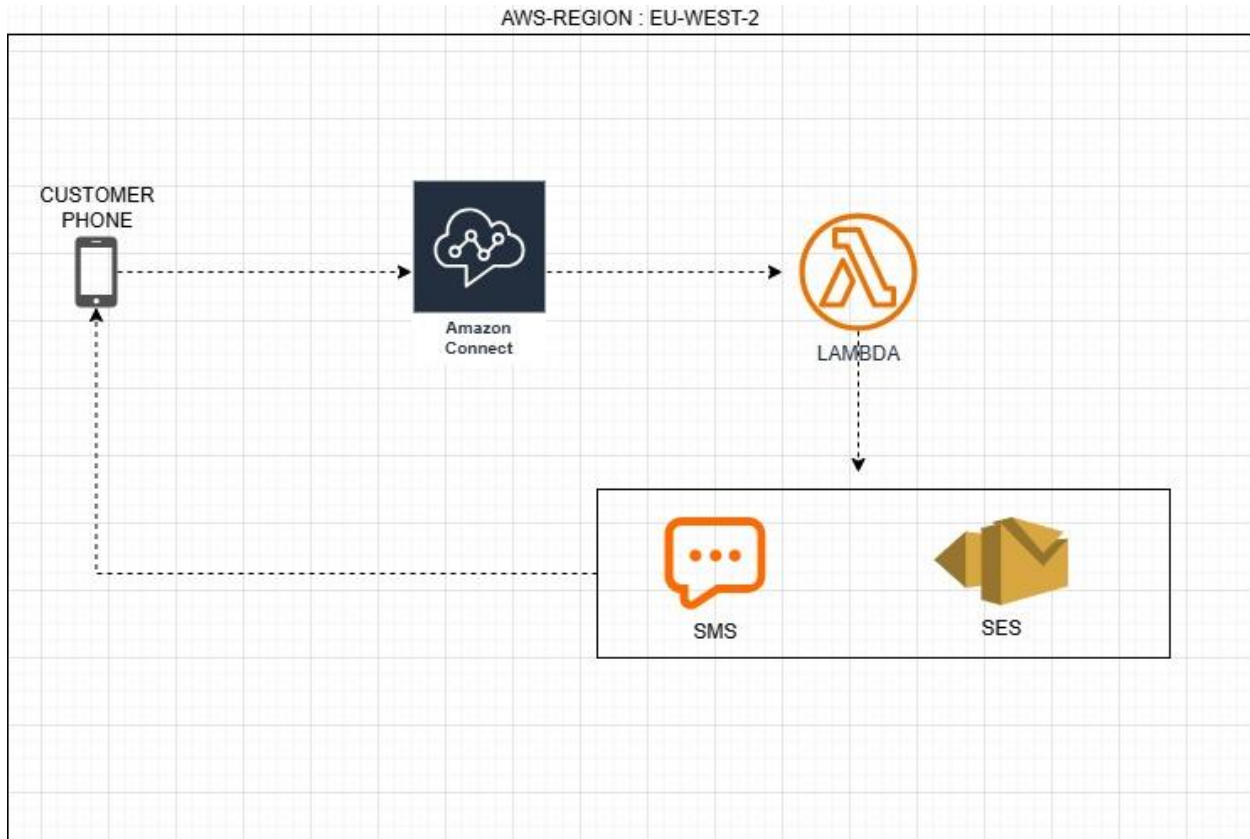 AWS-REGION : EU-WEST-2
CUSTOMER
PHONE
Amazon
Connect
LAMBDA
SMS
SES